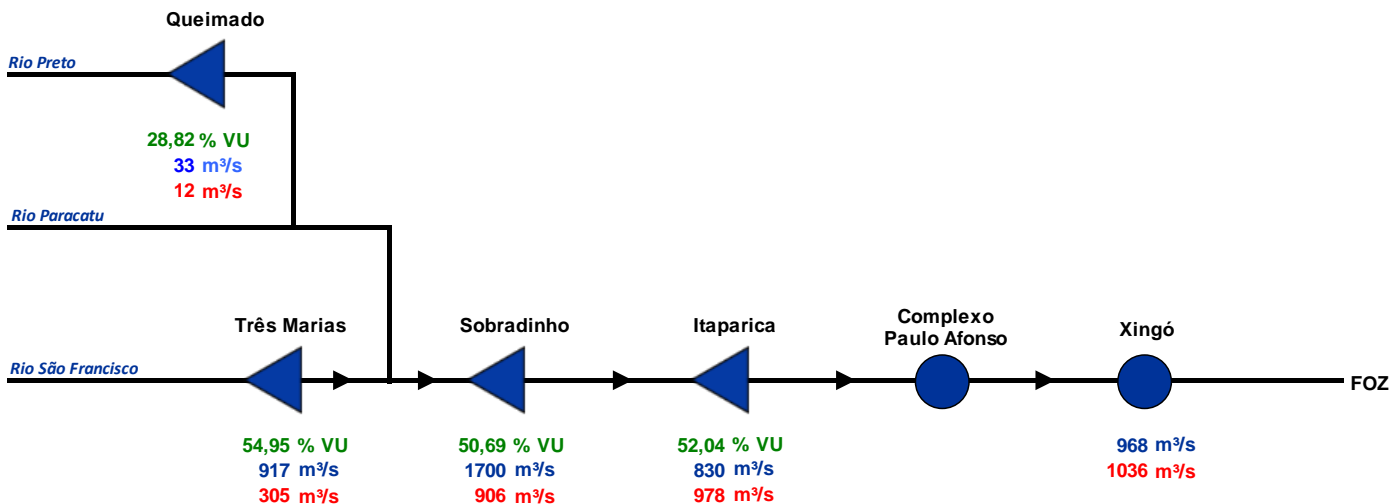 Queimado
Rio Preto
28,82 % VU
33 m³/s
12 m³/s
Rio Paracatu
Três Marias
Sobradinho
Itaparica
Complexo
Paulo Afonso
Xingó
Rio São Francisco
FOZ
54,95 % VU
917 m³/s
305 m³/s
50,69 % VU
1700 m³/s
906 m³/s
52,04 % VU
830 m³/s
978 m³/s
968 m³/s
1036 m³/s